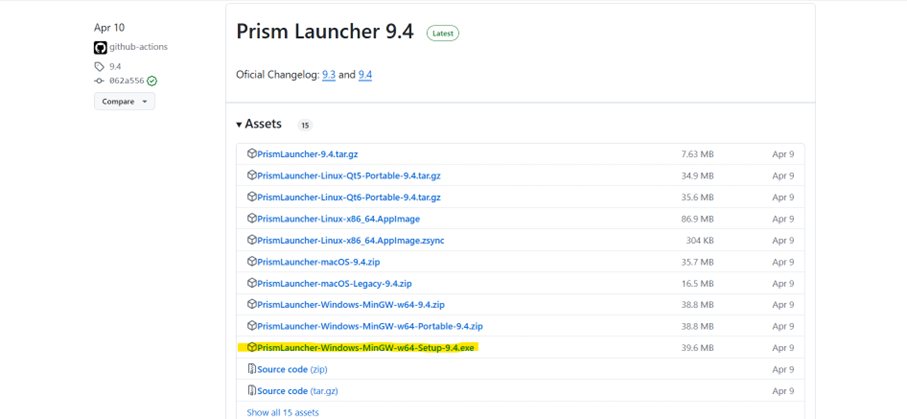 Apr 10
github-actions
9.4
062a556
Compare
Prism Launcher 9.4 Latest
Oficial Changelog: 9.3 and 9.4
Assets 15
PrismLauncher-9.4.tar.gz 7.63 MB Apr 9
PrismLauncher-Linux-Qt5-Portable-9.4.tar.gz 34.9 MB Apr 9
PrismLauncher-Linux-Qt6-Portable-9.4.tar.gz 35.6 MB Apr 9
PrismLauncher-Linux-x86_64.AppImage 86.9 MB Apr 9
PrismLauncher-Linux-x86_64.AppImage.zsync 304 KB Apr 9
PrismLauncher-macOS-9.4.zip 35.7 MB Apr 9
PrismLauncher-macOS-Legacy-9.4.zip 16.5 MB Apr 9
PrismLauncher-Windows-MinGW-w64-9.4.zip 38.8 MB Apr 9
PrismLauncher-Windows-MinGW-w64-Portable-9.4.zip 38.8 MB Apr 9
PrismLauncher-Windows-MinGW-w64-Setup-9.4.exe 39.6 MB Apr 9
Source code (zip) Apr 9
Source code (tar.gz) Apr 9
Show all 15 assets